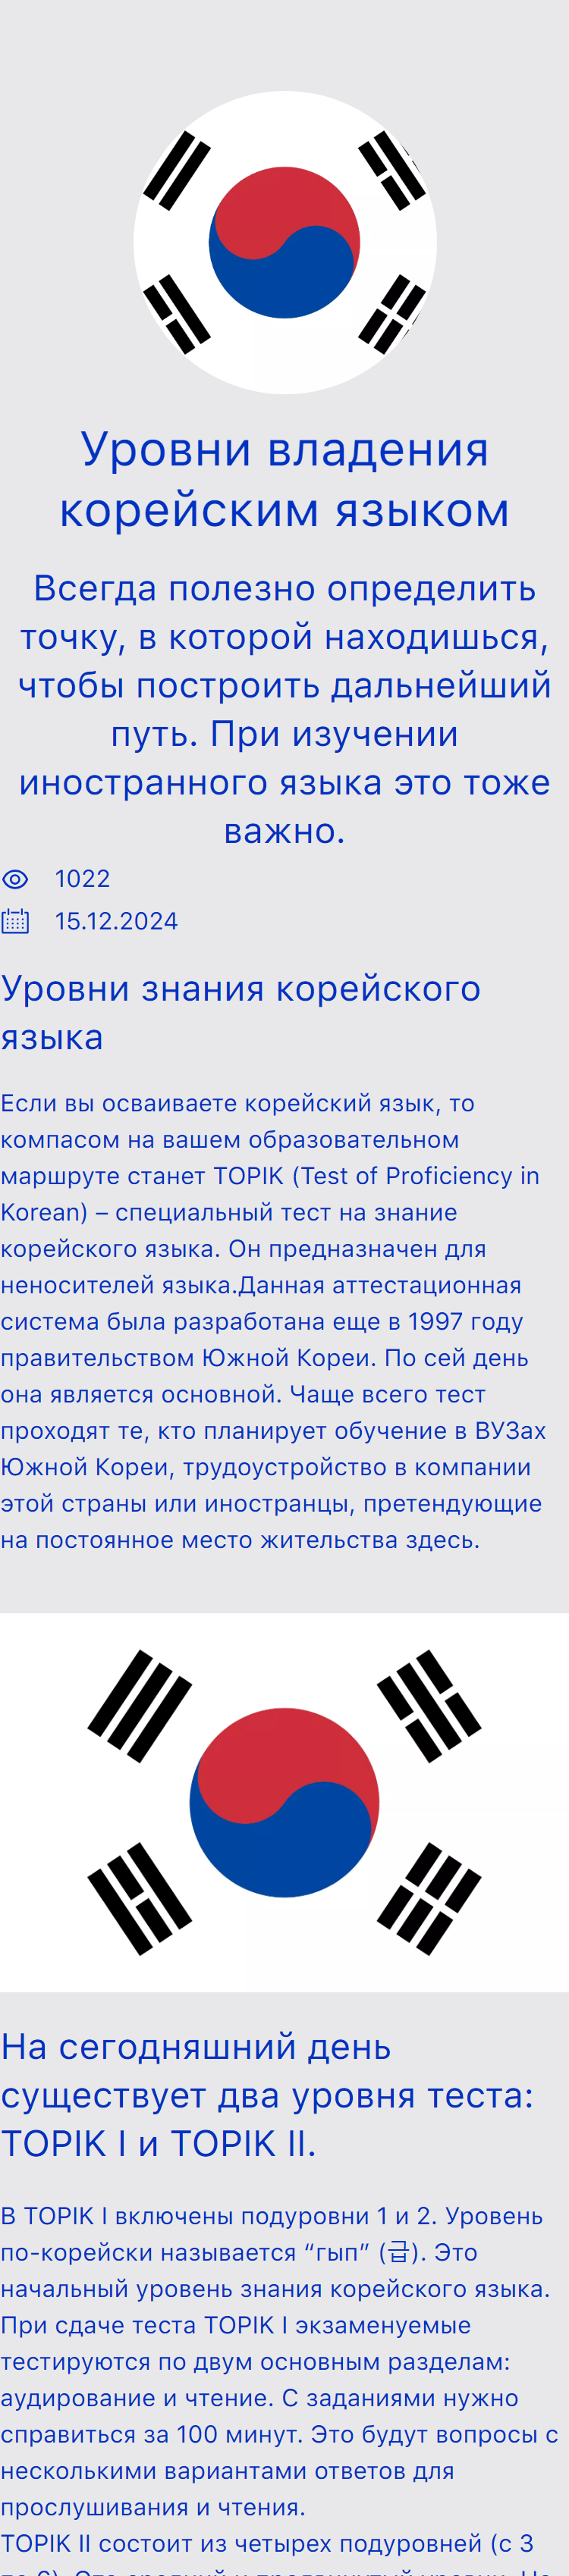 Уровни владения
корейским языком
Всегда полезно определить
точку, в которой находишься,
чтобы построить дальнейший
путь. При изучении
иностранного языка это тоже
важно.
1022
15.12.2024
Уровни знания корейского
языка
Если вы осваиваете корейский язык, то
компасом на вашем образовательном
маршруте станет TOPIK (Test of Proficiency in
Korean) – специальный тест на знание
корейского языка. Он предназначен для
неносителей языка.Данная аттестационная
система была разработана еще в 1997 году
правительством Южной Кореи. По сей день
она является основной. Чаще всего тест
проходят те, кто планирует обучение в ВУЗах
Южной Кореи, трудоустройство в компании
этой страны или иностранцы, претендующие
на постоянное место жительства здесь.
На сегодняшний день
существует два уровня теста:
TOPIK I и TOPIK II.
В TOPIK I включены подуровни 1 и 2. Уровень
по-корейски называется “гып” (급). Это
начальный уровень знания корейского языка.
При сдаче теста TOPIK I экзаменуемые
тестируются по двум основным разделам:
аудирование и чтение. С заданиями нужно
справиться за 100 минут. Это будут вопросы с
несколькими вариантами ответов для
прослушивания и чтения.
TOPIK II состоит из четырех подуровней (с 3